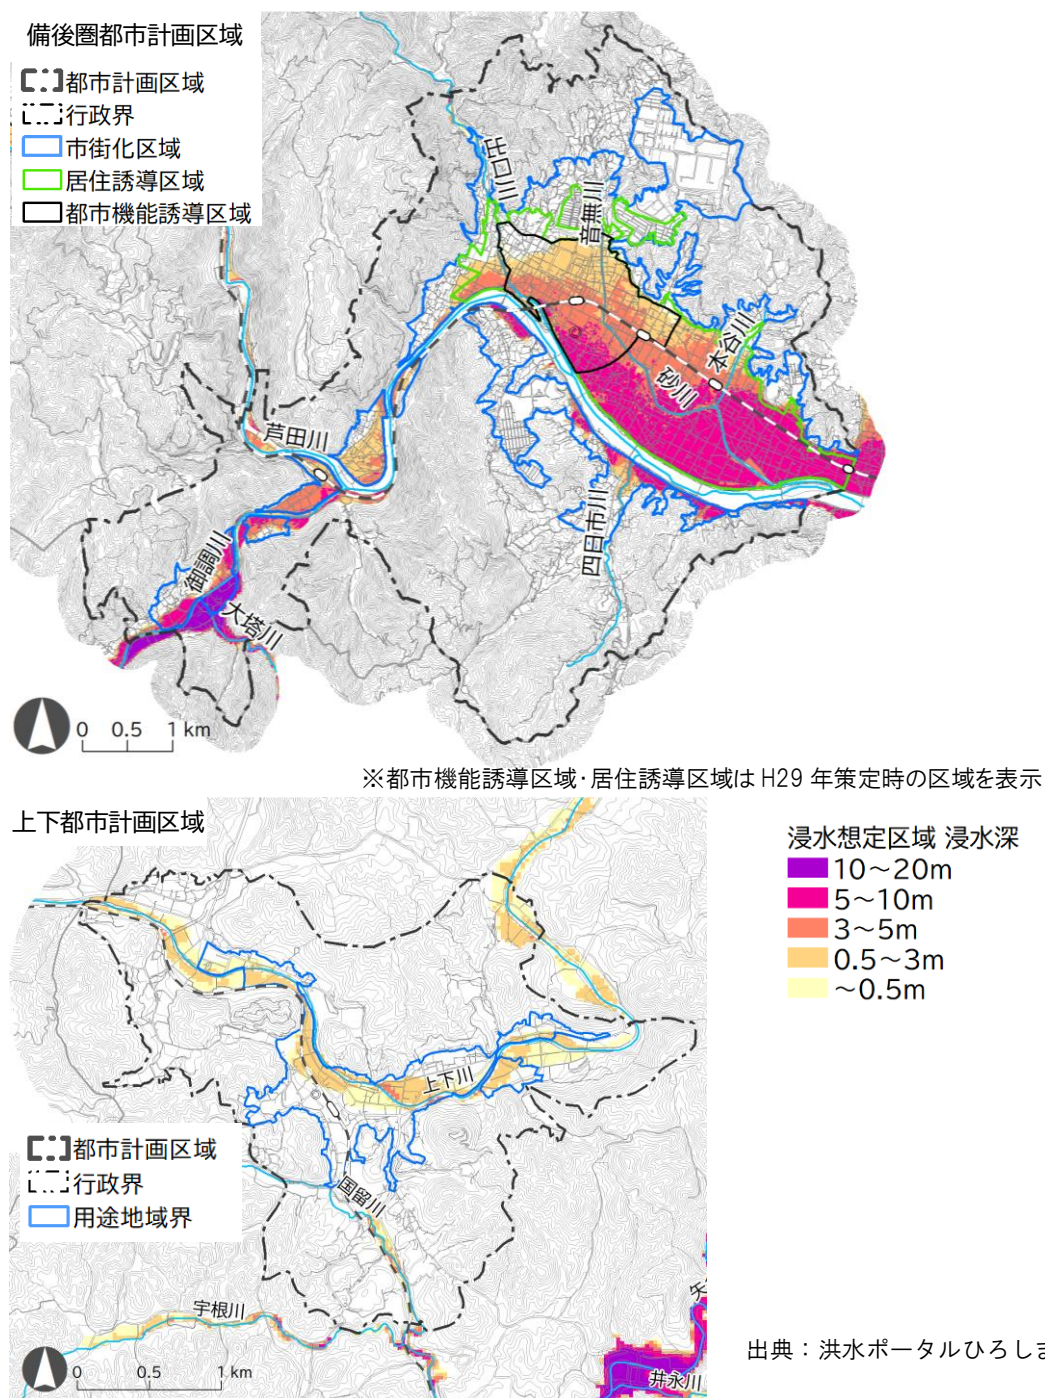 備後圏都市計画区域
都市計画区域
行政界
市街化区域
居住誘導区域
都市機能誘導区域
出口川
音無川
本谷川
砂川
芦田川
四日市川
御調川
大塔川
0 0.5 1 km
※都市機能誘導区域･居住誘導区域は H29 年策定時の区域を表示
上下都市計画区域
浸水想定区域 浸水深
10～20m
5～10m
3～5m
0.5～3m
～0.5m
上下川
都市計画区域
行政界
用途地域界
国留川
宇根川
矢
井永川
0 0.5 1 km
出典：洪水ポータルひろしま